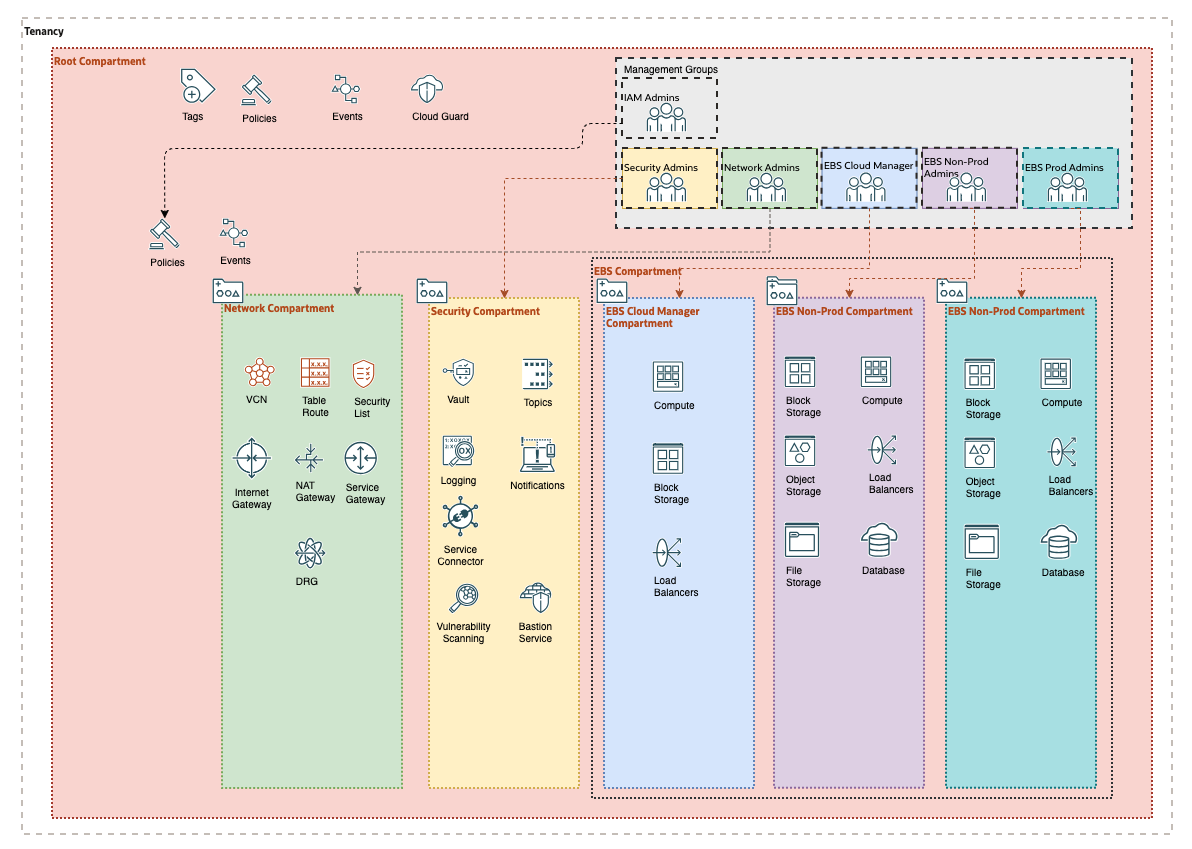 Tenancy
Root Compartment
Tags
Policies
Events
Cloud Guard
Management Groups
IAM Admins
Security Admins
Network Admins
EBS Cloud Manager
EBS Non-Prod
Admins
EBS Prod Admins
Policies
Events
EBS Compartment
Network Compartment
VCN
Table
Route
Security
List
Internet
Gateway
NAT
Gateway
Service
Gateway
DRG
Security Compartment
Vault
Topics
Logging
Notifications
Service
Connector
Vulnerability
Scanning
Bastion
Service
EBS Cloud Manager
Compartment
Compute
Block
Storage
Load
Balancers
EBS Non-Prod Compartment
Block
Storage
Compute
Object
Storage
Load
Balancers
File
Storage
Database
EBS Non-Prod Compartment
Block
Storage
Compute
Object
Storage
Load
Balancers
File
Storage
Database